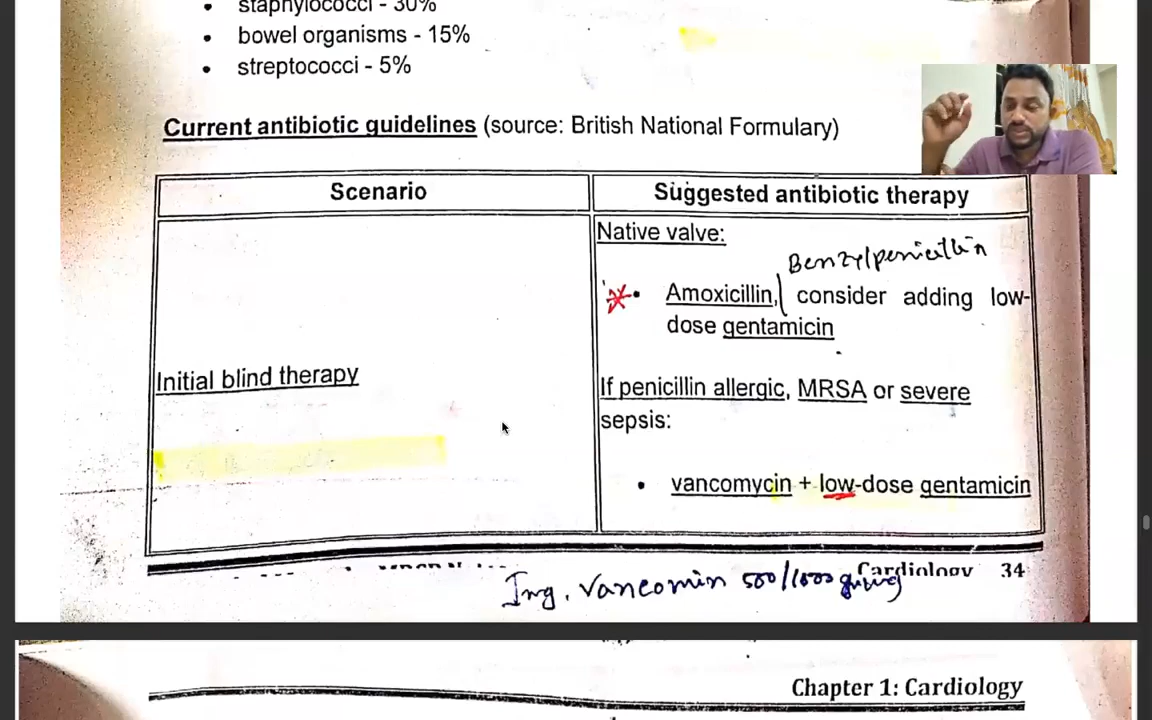 staphylococci - 30%
• bowel organisms - 15%
• streptococci - 5%
Current antibiotic guidelines (source: British National Formulary)
Scenario
Suggested antibiotic therapy
Initial blind therapy
Native valve:
Benzylpenicillin
• Amoxicillin, consider adding low-
dose gentamicin
If penicillin allergic, MRSA or severe
sepsis:
• vancomycin + low-dose gentamicin
Cardiology 34
Inj. Vancomin 500/1000
Chapter 1: Cardiology